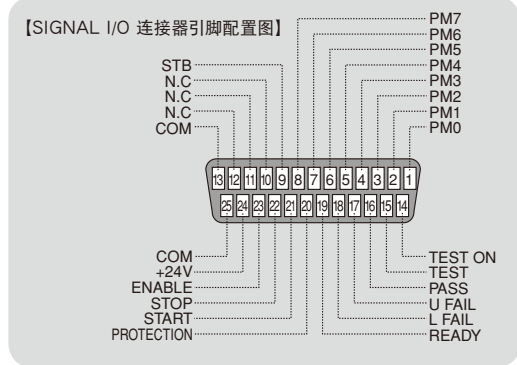 【SIGNAL I/O 连接器引脚配置图】
PM7
PM6
PM5
PM4
PM3
PM2
PM1
PM0
STB
N.C
N.C
N.C
COM
13 12 11 10 9 8 7 6 5 4 3 2 1
25 24 23 22 21 20 19 18 17 16 15 14
COM
+24V
ENABLE
STOP
START
PROTECTION
TEST ON
TEST
PASS
U FAIL
L FAIL
READY